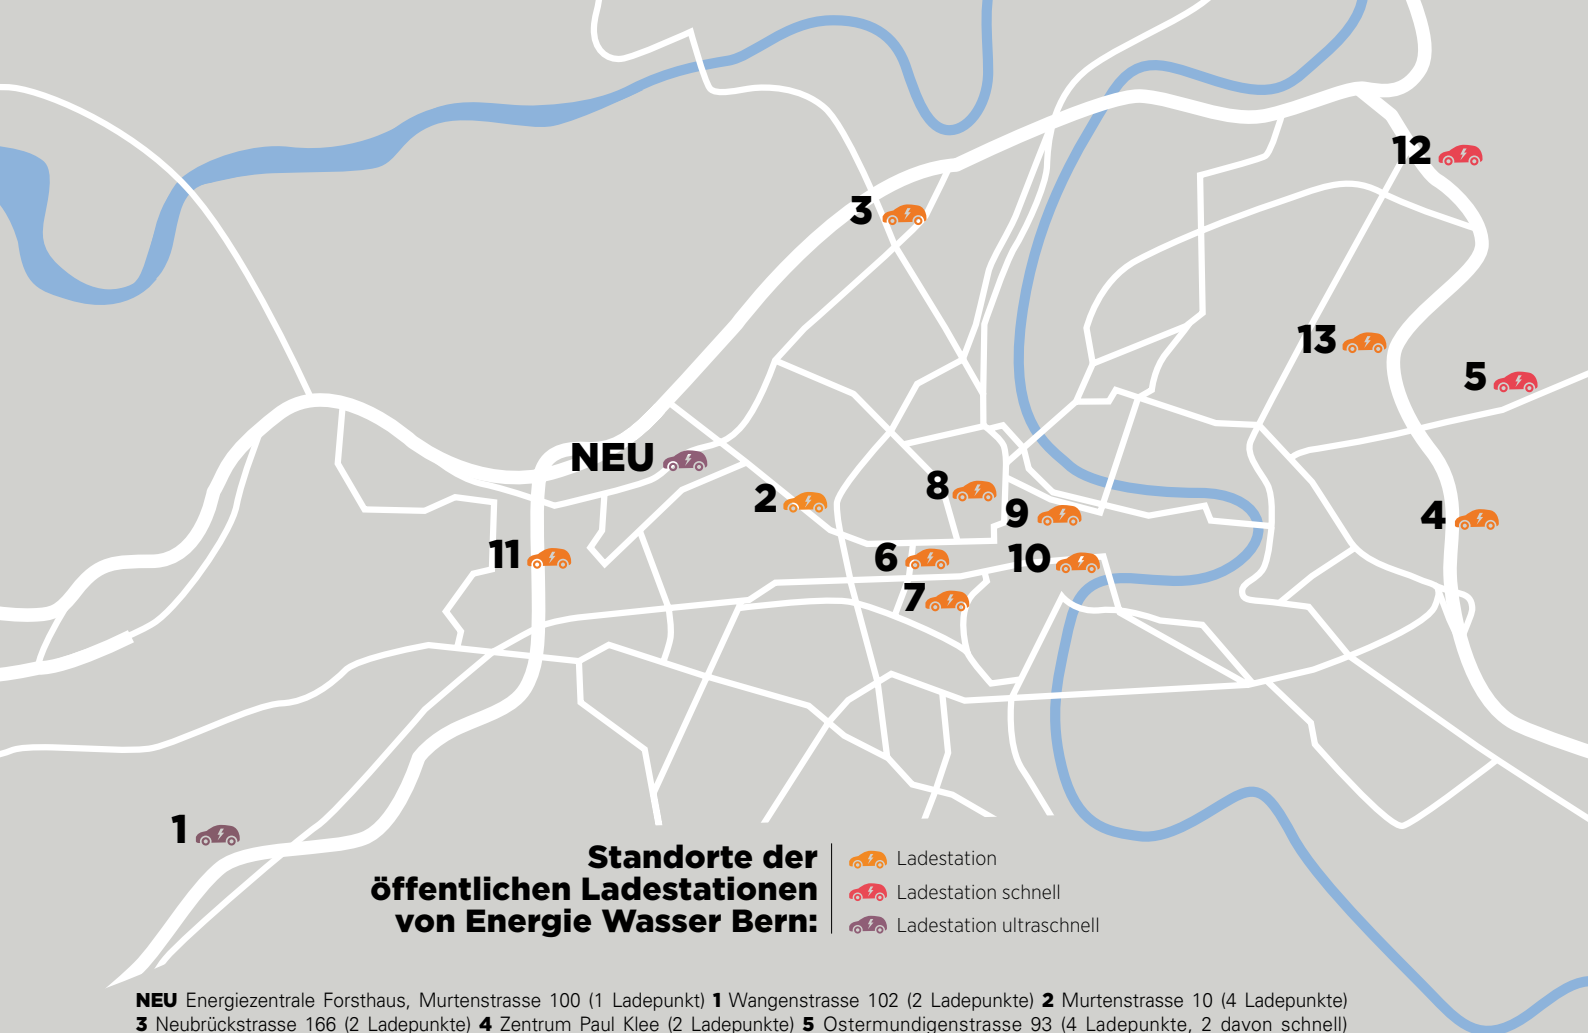 12
3
13
5
NEU
2
8
9
4
11
6
10
7
1
Standorte der
öffentlichen Ladestationen
von Energie Wasser Bern:
Ladestation
Ladestation schnell
Ladestation ultraschnell
NEU Energiezentrale Forsthaus, Murtenstrasse 100 (1 Ladepunkt) 1 Wangenstrasse 102 (2 Ladepunkte) 2 Murtenstrasse 10 (4 Ladepunkte)
3 Neubrückstrasse 166 (2 Ladepunkte) 4 Zentrum Paul Klee (2 Ladepunkte) 5 Ostermundigenstrasse 93 (4 Ladepunkte, 2 davon schnell)